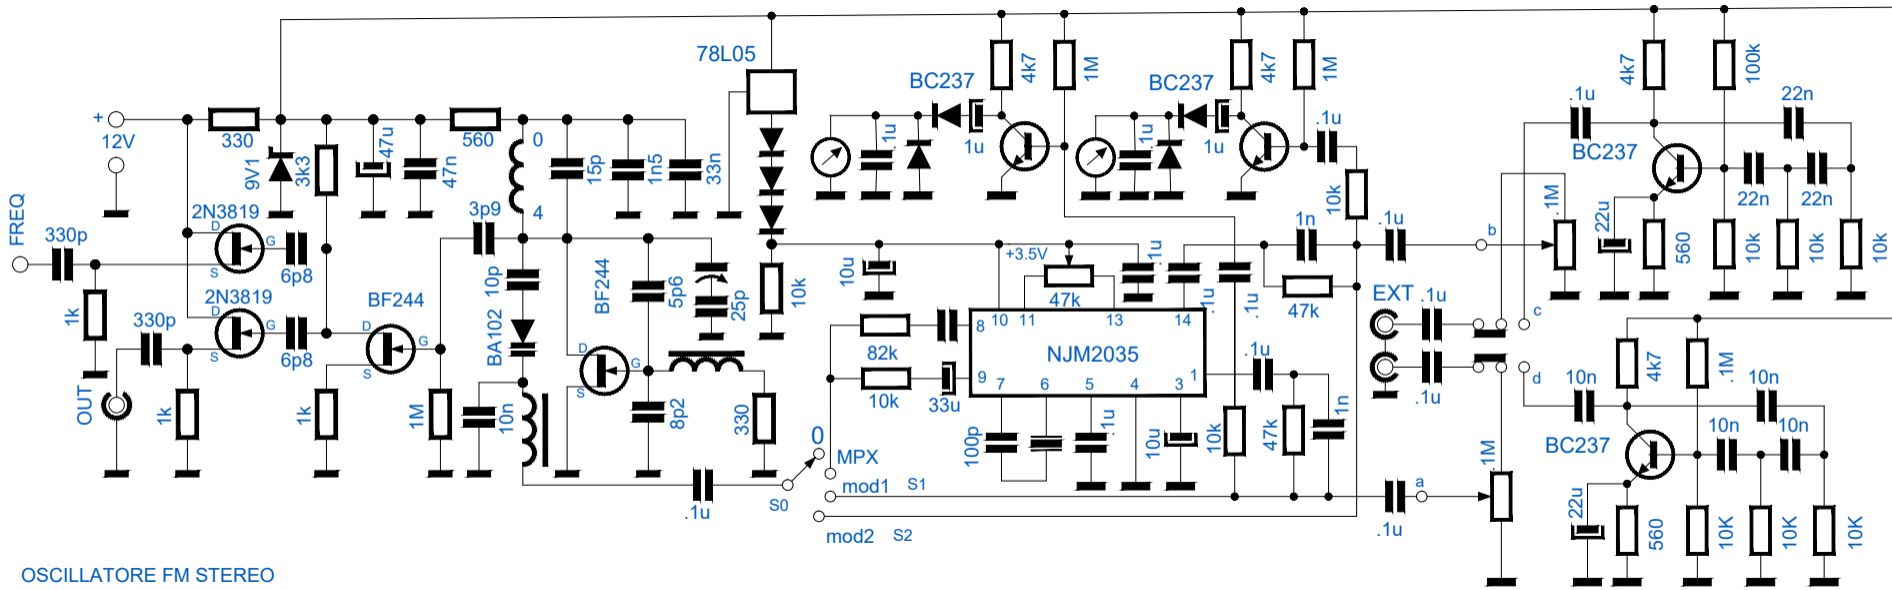 78L05
BC237
4k7
1M
BC237
4k7
1M
4k7
100k
+
12V
330
9V1
3k3
47u
47n
560
0
4
15p
1n5
33n
.1u
1u
.1u
1u
.1u
10k
.1u
BC237
22n
22n
22n
.1M
22u
560
10k
10k
10k
FREQ
330p
1k
2N3819
D
G
S
6p8
2N3819
D
G
S
6p8
330p
OUT
1k
BF244
D
G
S
1k
1M
3p9
10p
BA102
10n
BF244
D
G
S
5p6
25p
8p2
330
.1u
10k
10u
+3.5V
47k
.1u
.1u
.1u
1n
47k
.1u
b
EXT
.1u
.1u
c
d
82k
10k
33u
10
11
13
14
8
NJM2035
9
7
6
5
4
3
1
100p
.1u
10u
.1u
10k
47k
1n
0
MPX
mod1
S1
S0
mod2
S2
.1u
a
.1M
4k7
.1M
10n
10n
BC237
10n
10n
22u
560
10K
10K
10K
OSCILLATORE FM STEREO